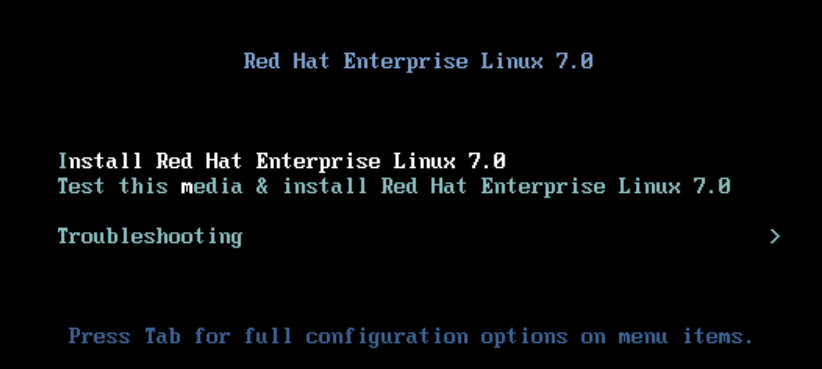 Red Hat Enterprise Linux 7.0
Install Red Hat Enterprise Linux 7.0
Test this media & install Red Hat Enterprise Linux 7.0
Troubleshooting >
Press Tab for full configuration options on menu items.